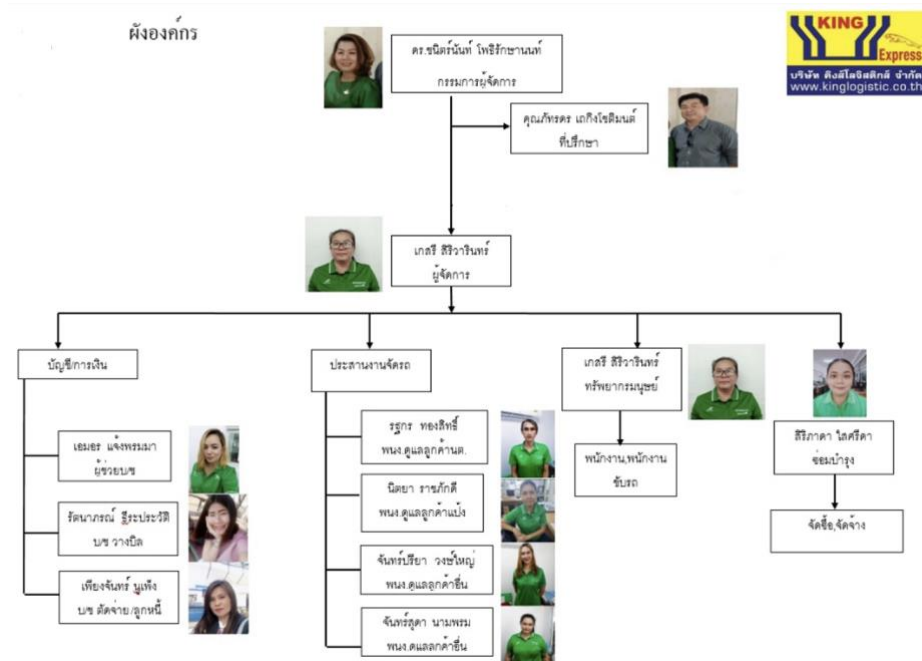 ผังองค์กร
KING
Express
บริษัท คิงส์โลจิสติกส์ จำกัด
www.kinglogistic.co.th
ดร.ชนิตร์นันท์ โพธิรักษานนท์
กรรมการผู้จัดการ
คุณภัทรดร เถกิงโชติมนต์
ที่ปรึกษา
เกสรี สิริวารินทร์
ผู้จัดการ
บัญชี/การเงิน
เอมอร แจ้งพรมมา
ผู้ช่วยบ/ช
รัตนาภรณ์ ธีระประวัติ
บ/ช วางบิล
เพียงจันทร์ นูเพ็ง
บ/ช ตัดจ่าย/ลูกหนี้
ประสานงานจัดรถ
รฐกร ทองสิทธิ์
พนง.ดูแลลูกค้านต.
นิตยา ราชภักดี
พนง.ดูแลลูกค้าแป้ง
จันทร์ปรียา วงษ์ใหญ่
พนง.ดูแลลูกค้าอื่น
จันทร์สุดา นามพรม
พนง.ดูแลลูกค้าอื่น
เกสรี สิริวารินทร์
ทรัพยากรมนุษย์
พนักงาน,พนักงาน
ขับรถ
สิริภาดา ใสศรีดา
ซ่อมบำรุง
จัดซื้อ,จัดจ้าง